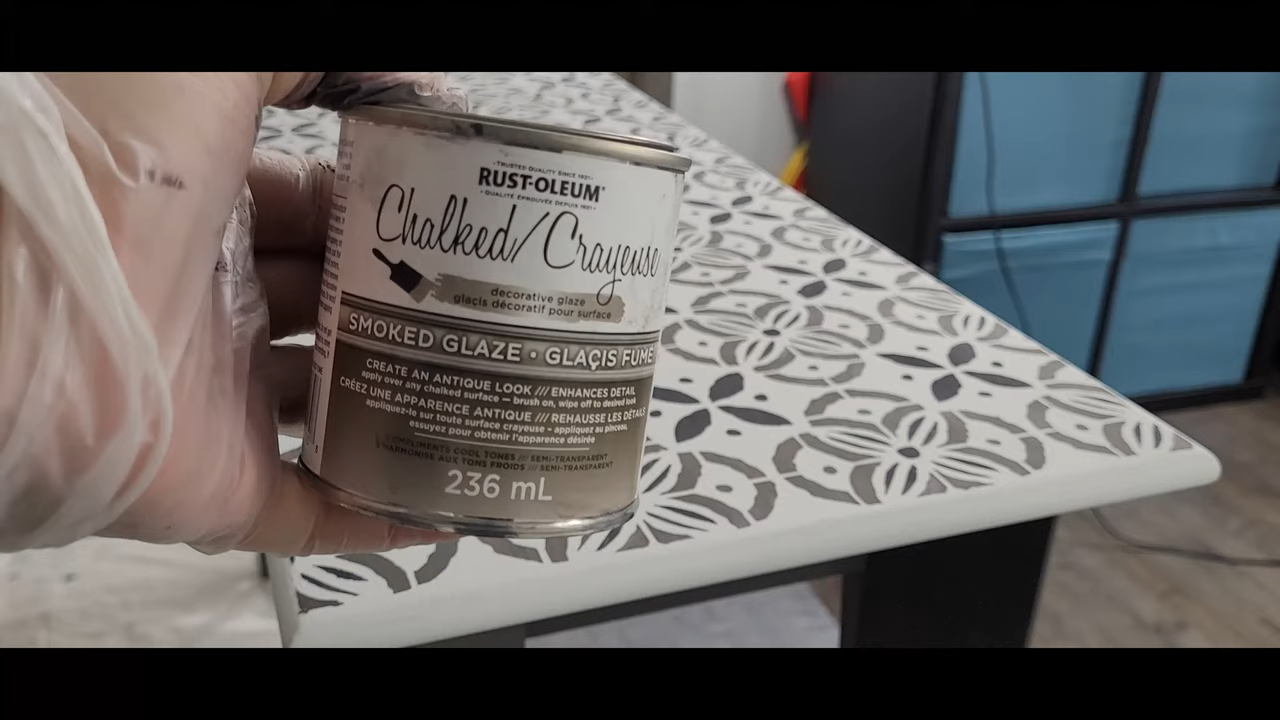 • TRUSTED QUALITY SINCE 1921 •
RUST-OLEUM®
• QUALITÉ ÉPROUVÉE DEPUIS 1921 •
Chalked/Crayeuse
decorative glaze
glacis décoratif pour surface
SMOKED GLAZE • GLAÇIS FUMÉ
CREATE AN ANTIQUE LOOK /// ENHANCES DETAIL
apply over any chalked surface — brush on, wipe off to desired look
CRÉEZ UNE APPARENCE ANTIQUE /// REHAUSSE LES DÉTAILS
appliquez-le sur toute surface crayeuse – appliquez au pinceau,
essuyez pour obtenir l'apparence désirée
COMPLIMENTS COOL TONES /// SEMI-TRANSPARENT
HARMONISE AUX TONS FROIDS /// SEMI-TRANSPARENT
236 mL